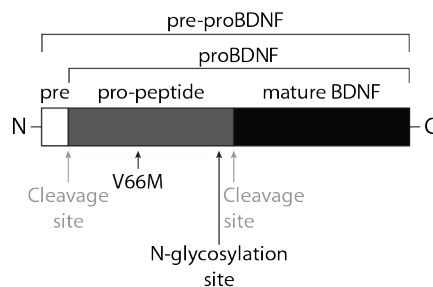 pre-proBDNF
proBDNF
pre pro-peptide mature BDNF
N C
V66M
Cleavage site
Cleavage site
N-glycosylation
site